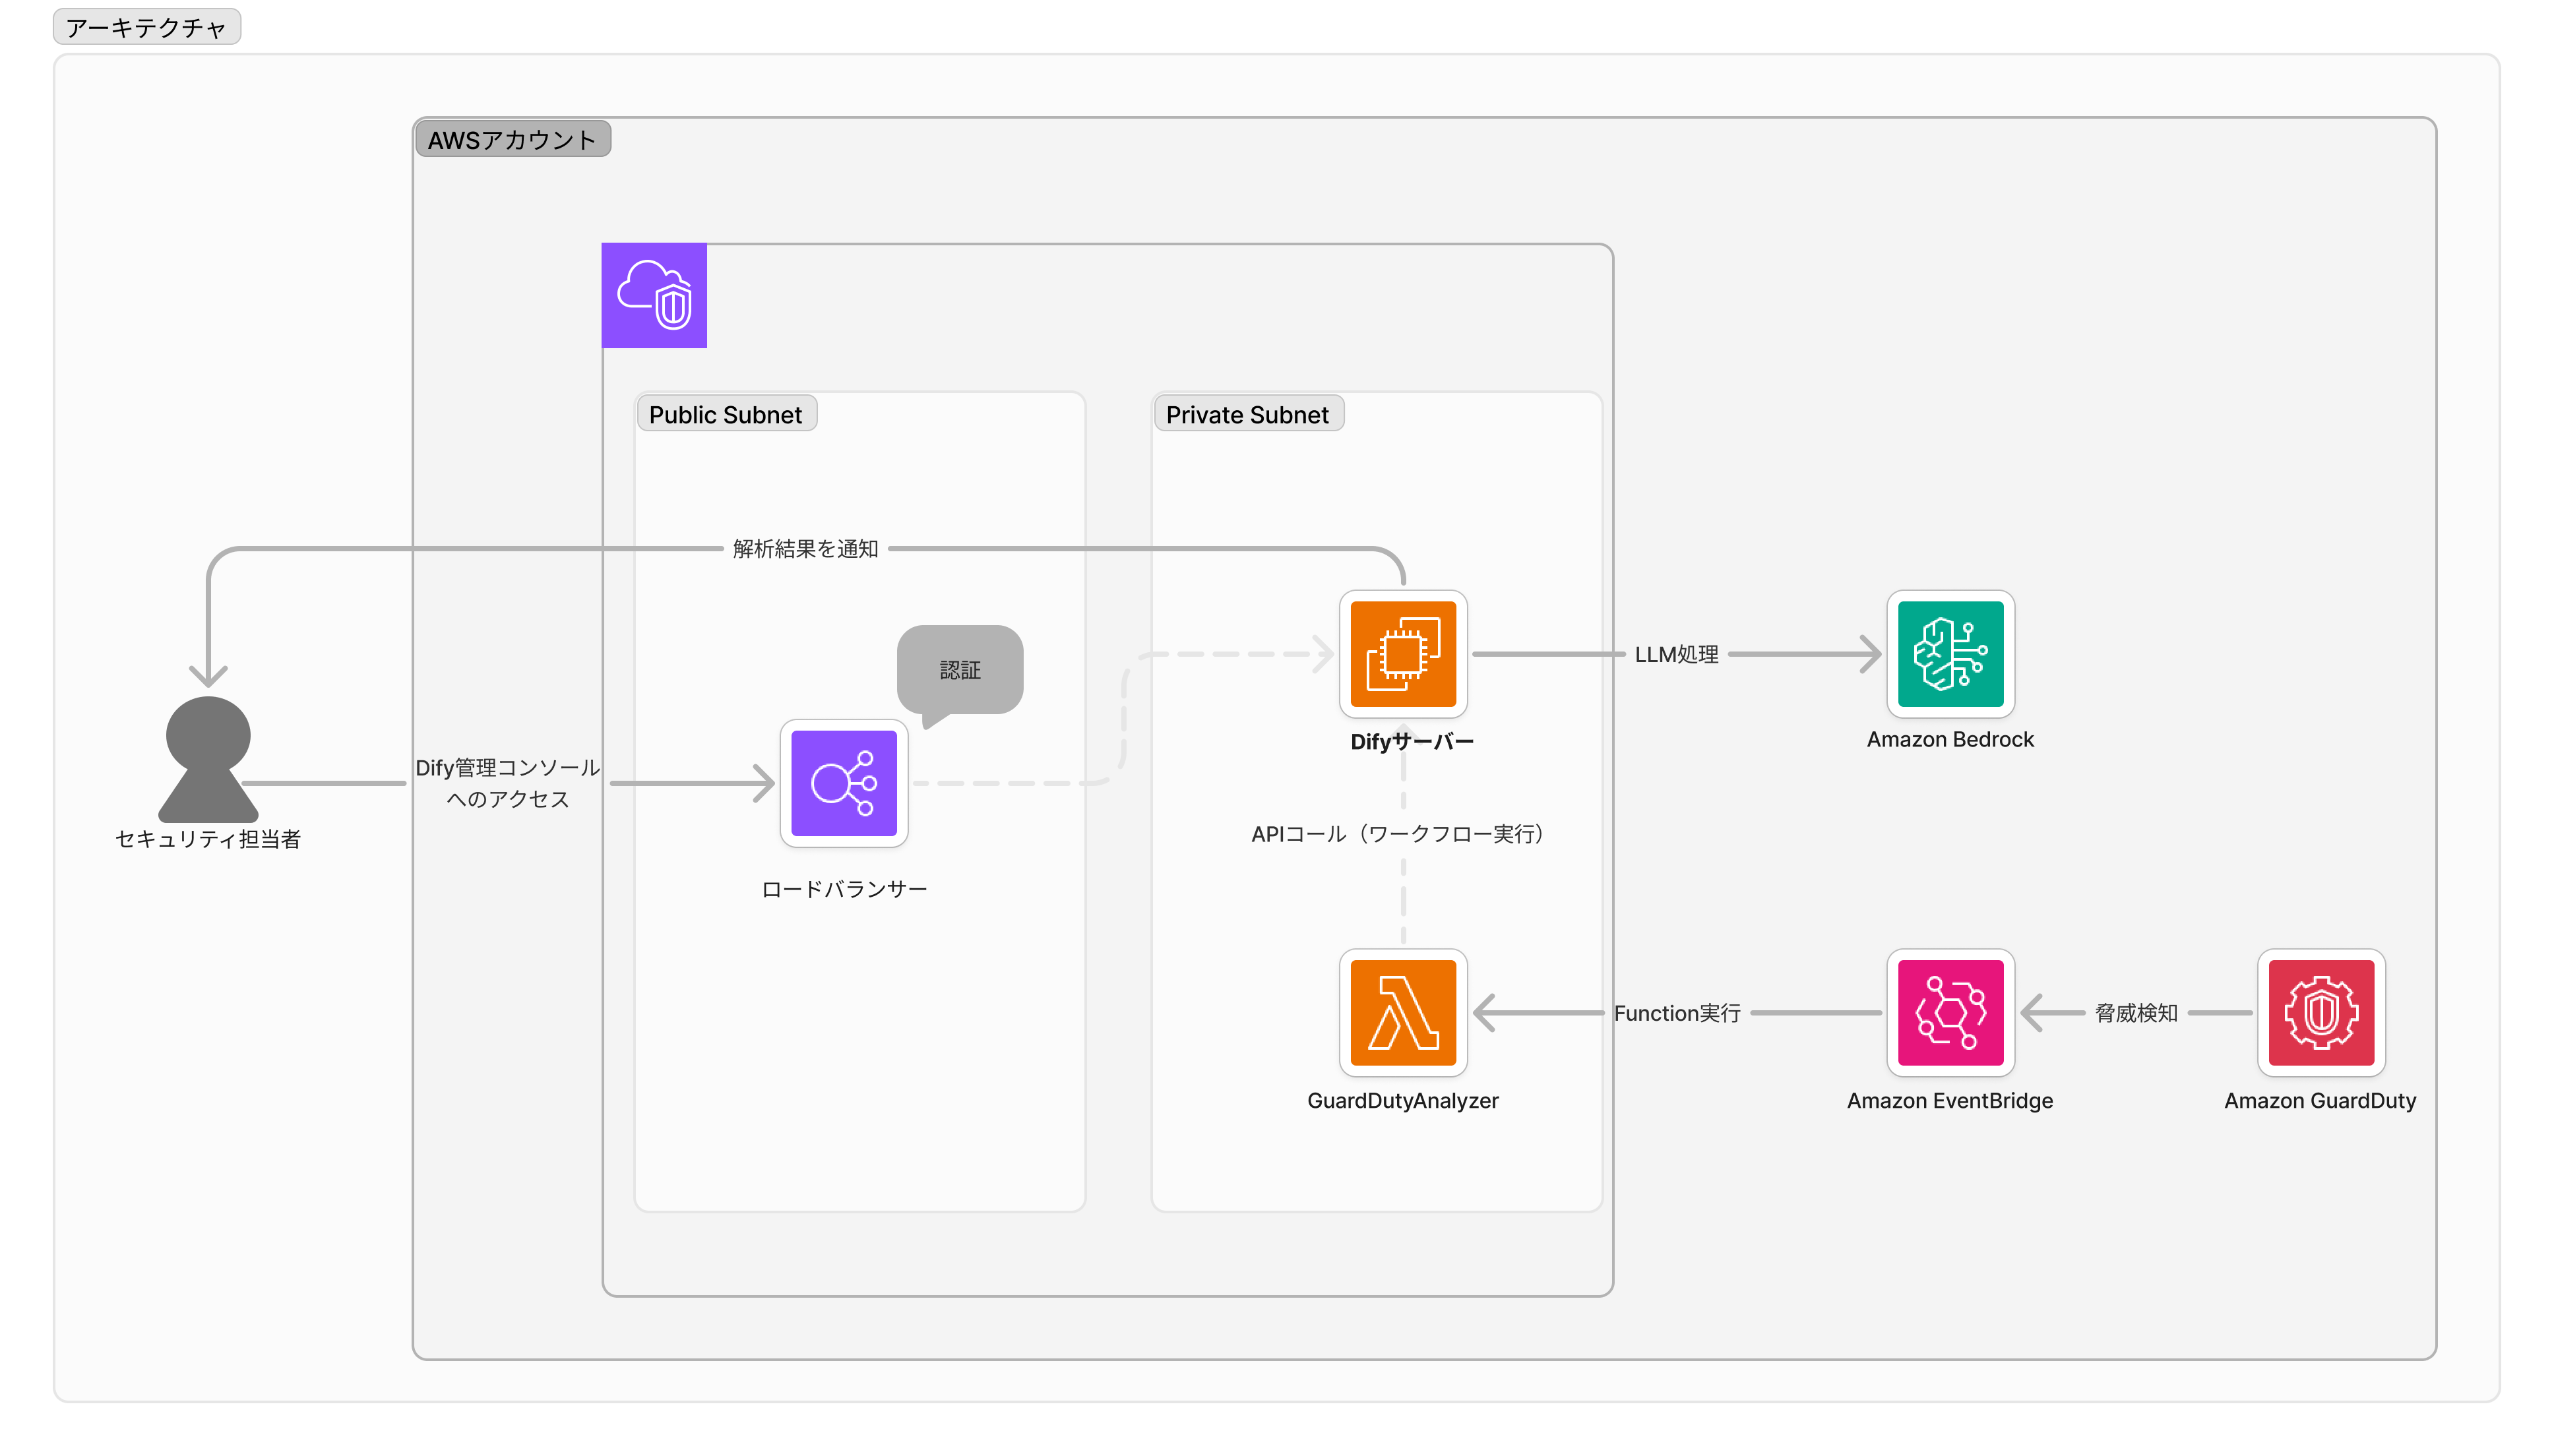 アーキテクチャ
AWSアカウント
Public Subnet
Private Subnet
解析結果を通知
認証
LLM処理
Difyサーバー
Amazon Bedrock
Dify管理コンソール
へのアクセス
セキュリティ担当者
APIコール（ワークフロー実行）
ロードバランサー
Function実行
脅威検知
GuardDutyAnalyzer
Amazon EventBridge
Amazon GuardDuty